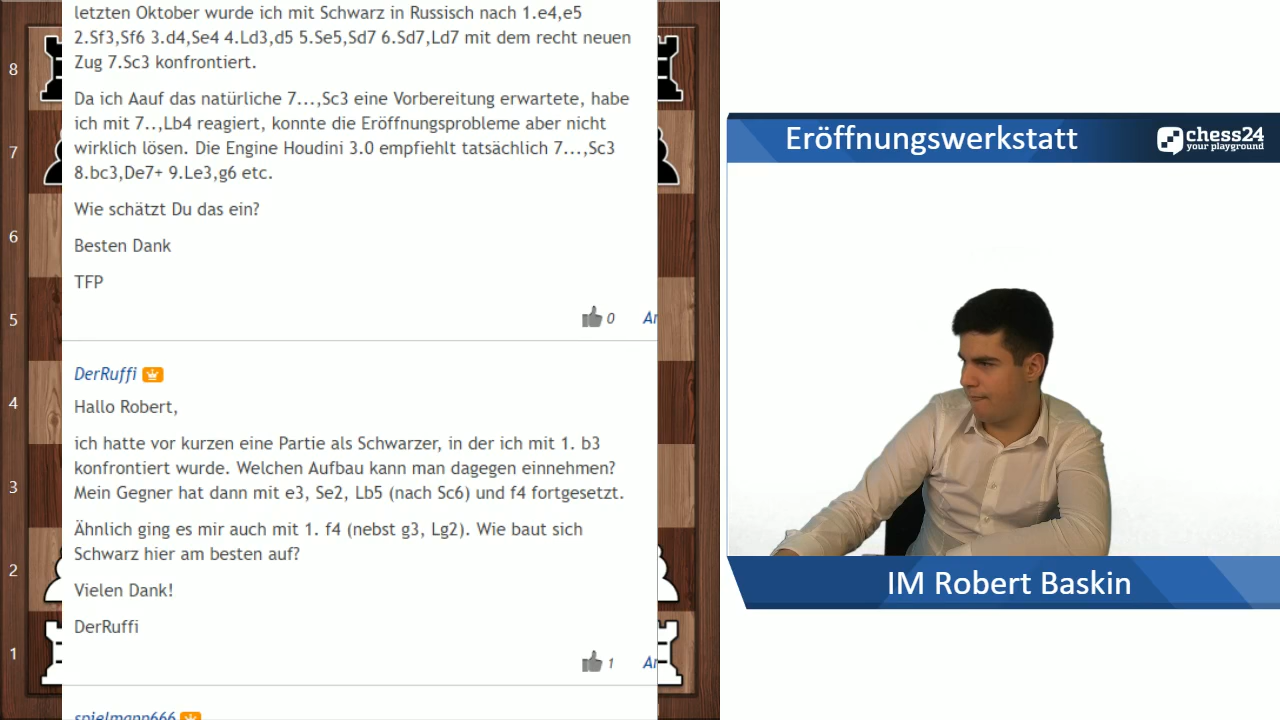 letzten Oktober wurde ich mit Schwarz in Russisch nach 1.e4,e5
2.Sf3,Sf6 3.d4,Se4 4.Ld3,d5 5.Se5,Sd7 6.Sd7,Ld7 mit dem recht neuen
Zug 7.Sc3 konfrontiert.
Da ich Aauf das natürliche 7...,Sc3 eine Vorbereitung erwartete, habe
ich mit 7..,Lb4 reagiert, konnte die Eröffnungsprobleme aber nicht
wirklich lösen. Die Engine Houdini 3.0 empfiehlt tatsächlich 7...,Sc3
8.bc3,De7+ 9.Le3,g6 etc.
Wie schätzt Du das ein?
Besten Dank
TFP
0
DerRuffi
Hallo Robert,
ich hatte vor kurzen eine Partie als Schwarzer, in der ich mit 1. b3
konfrontiert wurde. Welchen Aufbau kann man dagegen einnehmen?
Mein Gegner hat dann mit e3, Se2, Lb5 (nach Sc6) und f4 fortgesetzt.
Ähnlich ging es mir auch mit 1. f4 (nebst g3, Lg2). Wie baut sich
Schwarz hier am besten auf?
Vielen Dank!
DerRuffi
1
spielmann666
8
7
6
5
4
3
2
1
Eröffnungswerkstatt
chess24
your playground
IM Robert Baskin